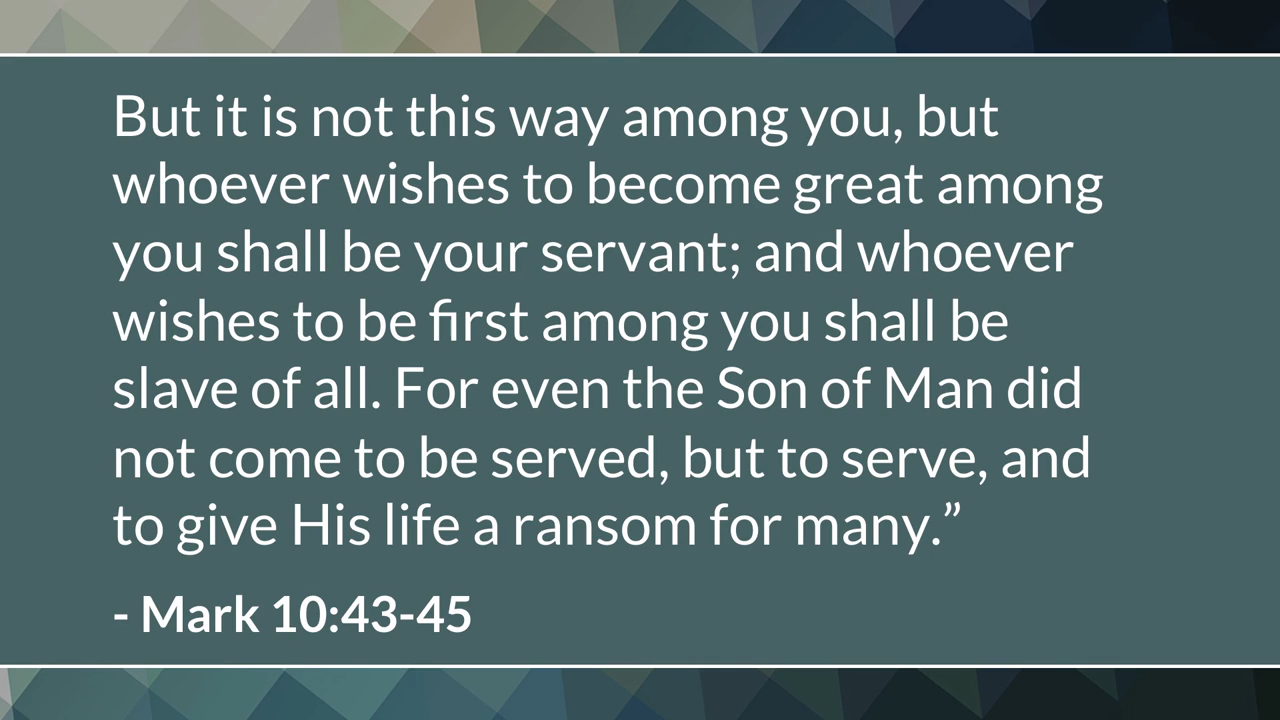 But it is not this way among you, but
whoever wishes to become great among
you shall be your servant; and whoever
wishes to be first among you shall be
slave of all. For even the Son of Man did
not come to be served, but to serve, and
to give His life a ransom for many.”
- Mark 10:43-45